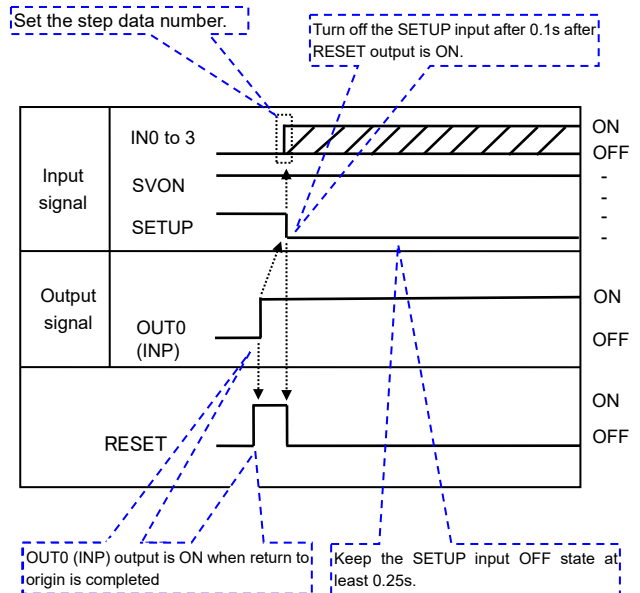 Set the step data number.
Turn off the SETUP input after 0.1s after
RESET output is ON.
Input
signal
IN0 to 3
ON
OFF
SVON
-
-
SETUP
-
-
Output
signal
OUT0
(INP)
ON
OFF
RESET
ON
OFF
OUT0 (INP) output is ON when return to
origin is completed
Keep the SETUP input OFF state at
least 0.25s.